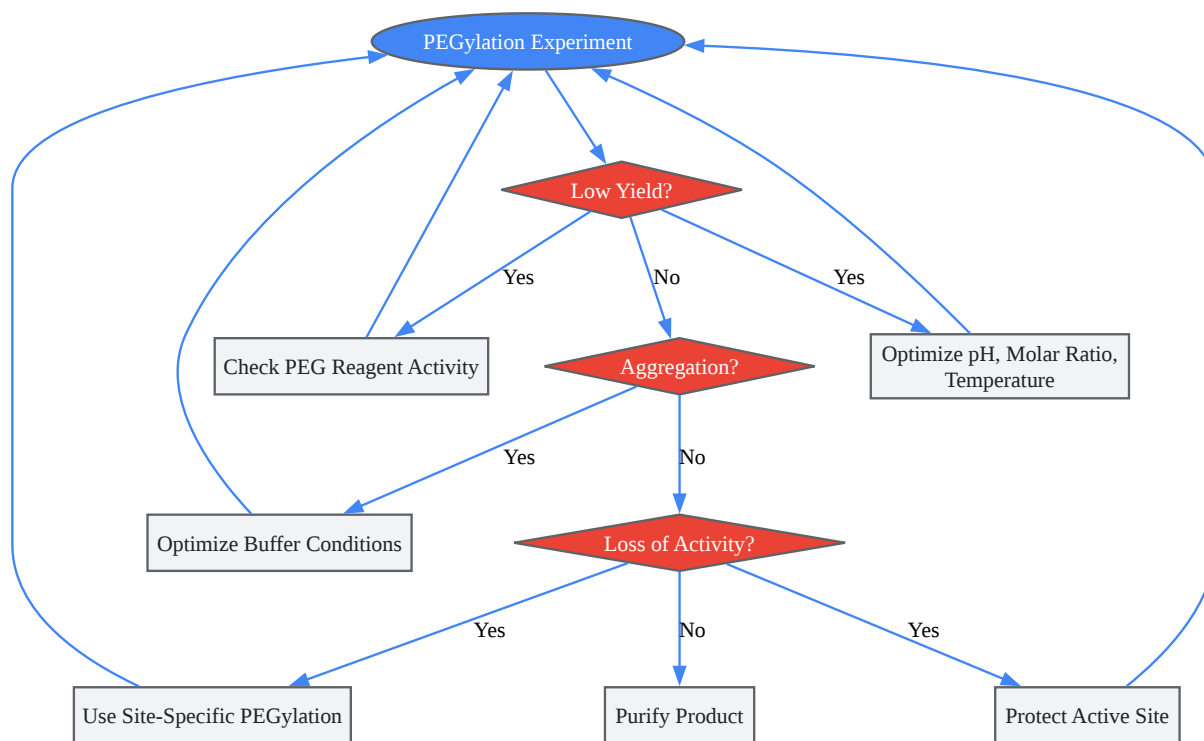 PEGylation Experiment
Low Yield?
Yes
No
Yes
Check PEG Reagent Activity
Aggregation?
Optimize pH, Molar Ratio,
Temperature
Yes
No
Optimize Buffer Conditions
Loss of Activity?
Yes
No
Yes
Use Site-Specific PEGylation
Purify Product
Protect Active Site